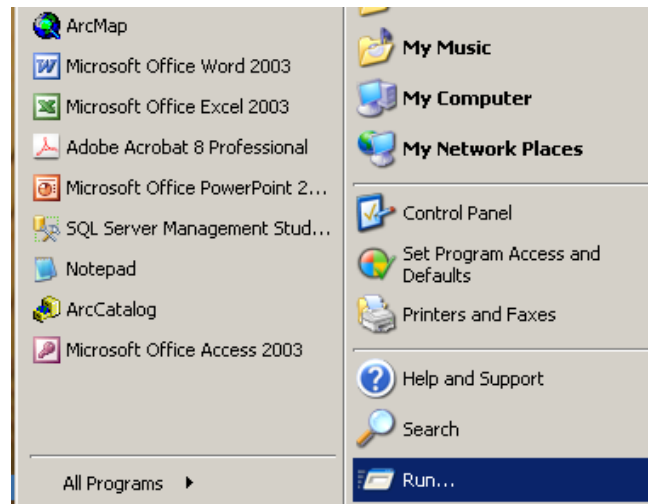 ArcMap
Microsoft Office Word 2003
Microsoft Office Excel 2003
Adobe Acrobat 8 Professional
Microsoft Office PowerPoint 2...
SQL Server Management Stud...
Notepad
ArcCatalog
Microsoft Office Access 2003
All Programs
My Music
My Computer
My Network Places
Control Panel
Set Program Access and
Defaults
Printers and Faxes
Help and Support
Search
Run...